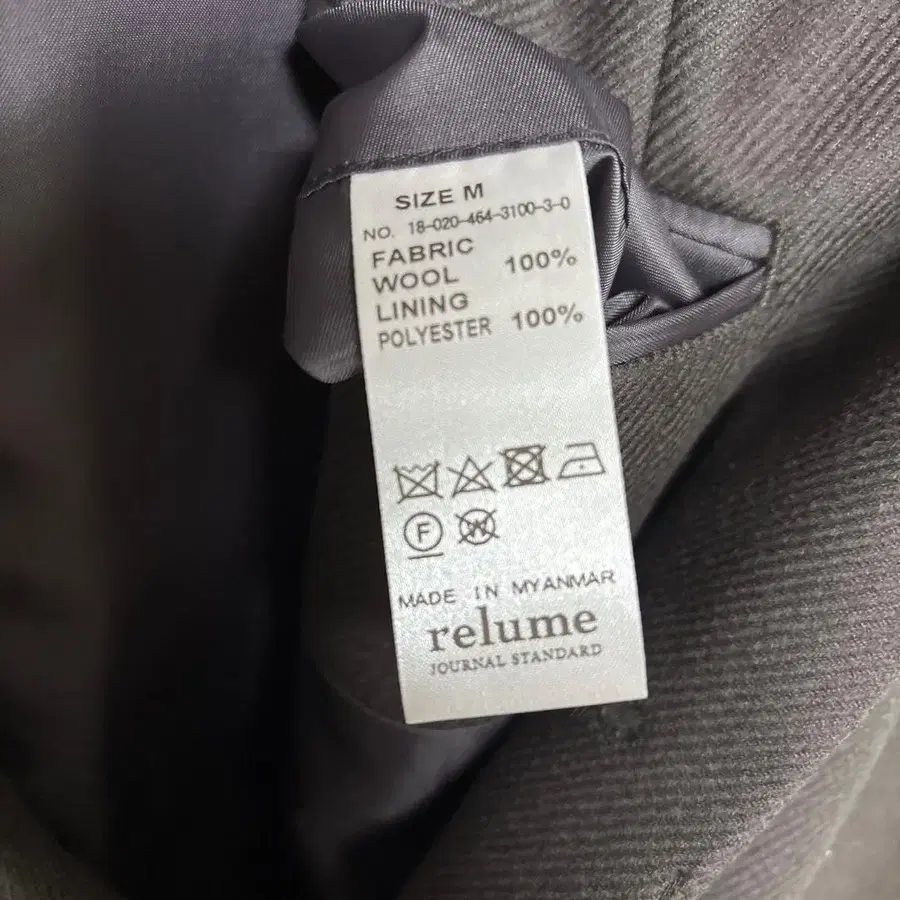 SIZE M
NO. 18-020-464-3100-3-0
FABRIC
WOOL 100%
LINING
POLYESTER 100%
F W
MADE IN MYANMAR
relume
JOURNAL STANDARD